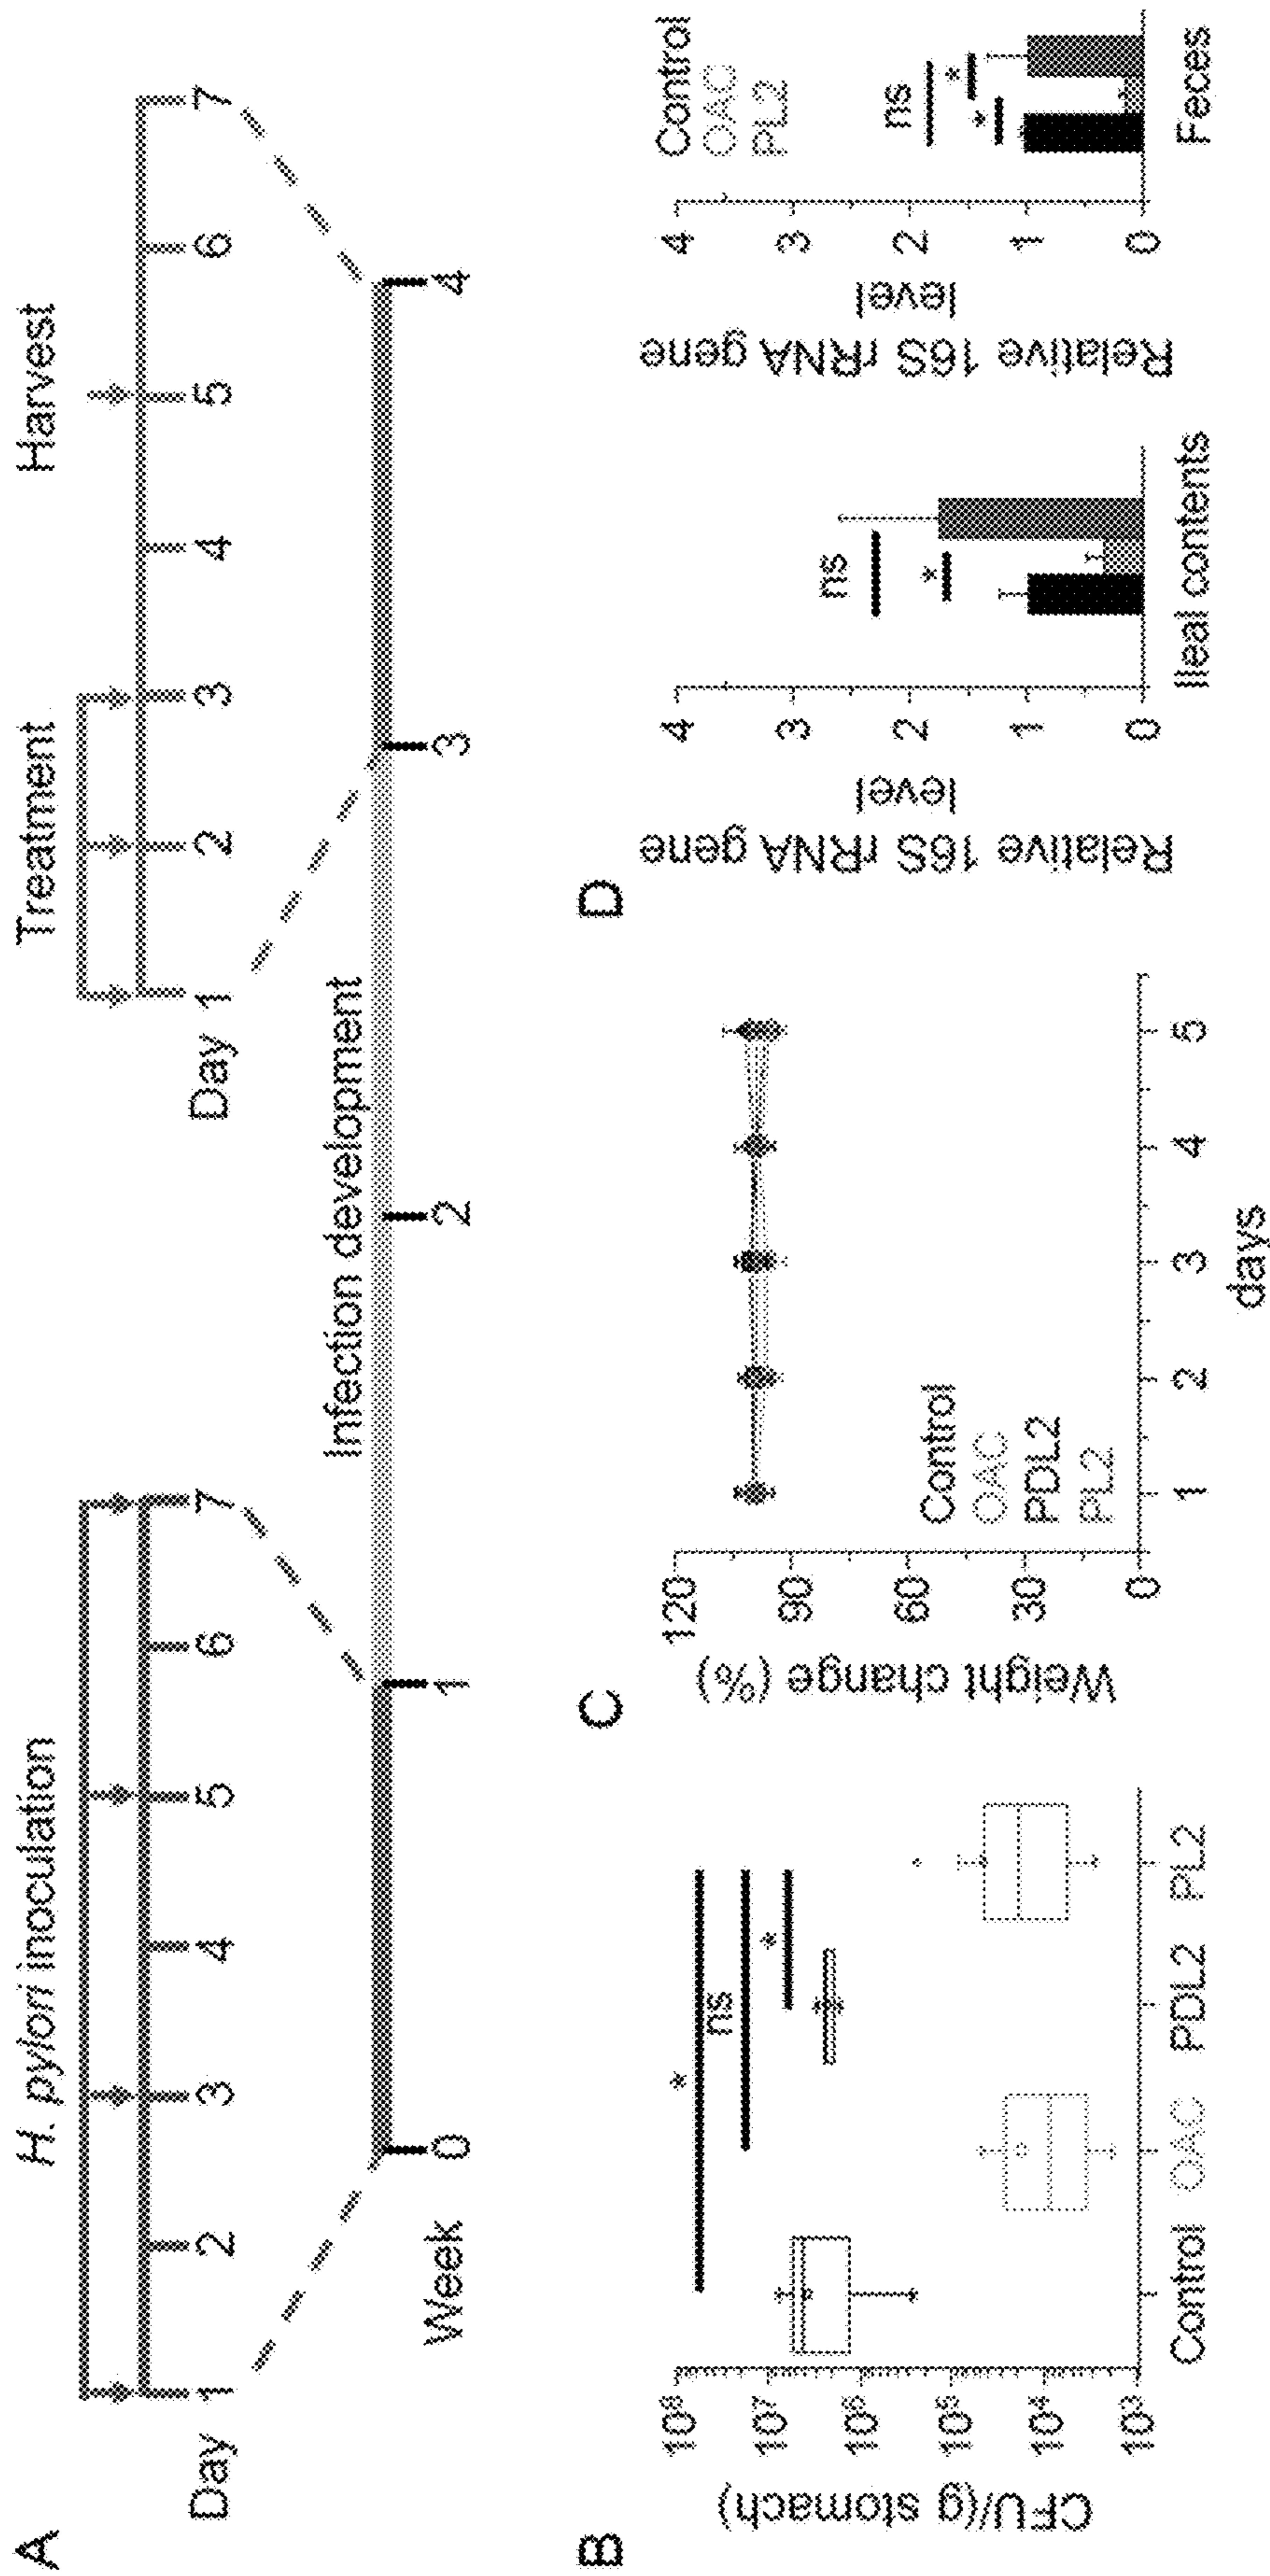 A
H. pylori inoculation
Treatment
Harvest
Day 1 2 3 4 5 6 7
Day 1 2 3 4 5 6 7
Infection development
Week 0 1 2 3 4
B
CFU/(g stomach)
10⁸
10⁷
10⁶
10⁵
10⁴
10³
*
ns
*
Control OAC PDL2 PL2
C
Weight change (%)
120
90
60
30
0
Control
OAC
PDL2
PL2
1 2 3 4 5
days
D
Relative 16S rRNA gene
level
4
3
2
1
0
ns
*
Ileal contents
Relative 16S rRNA gene
level
4
3
2
1
0
Control
OAC
PL2
ns
*
*
Feces